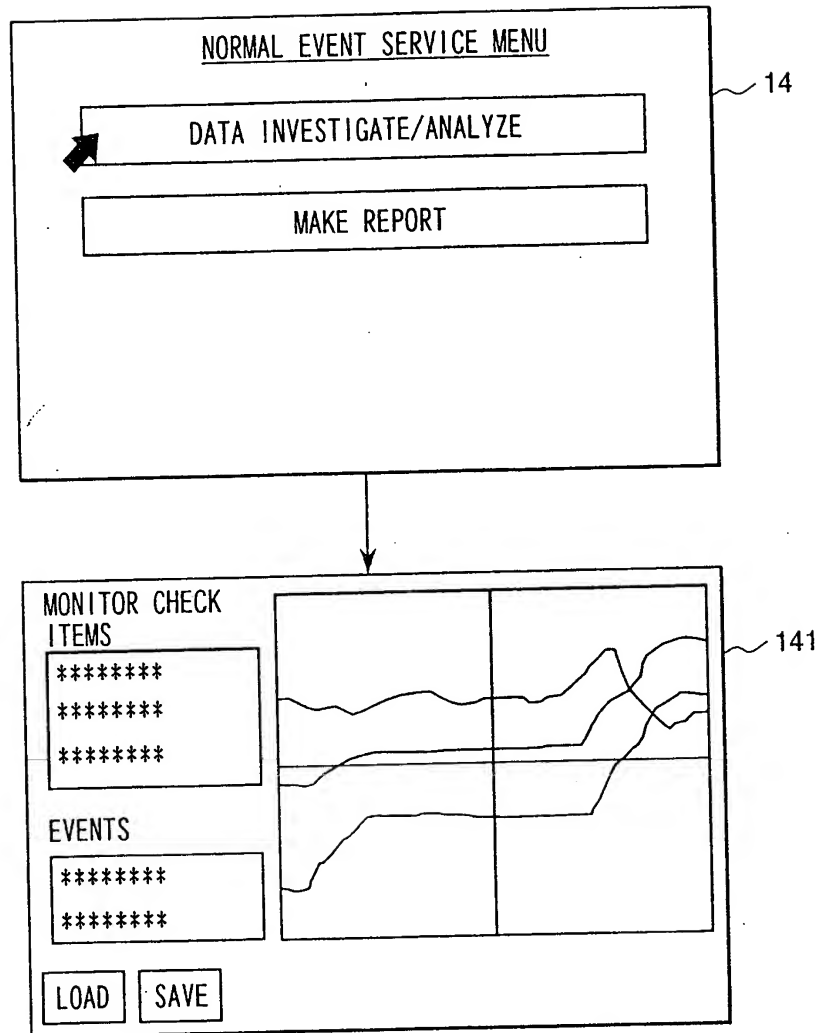 NORMAL EVENT SERVICE MENU
14
DATA INVESTIGATE/ANALYZE
MAKE REPORT
MONITOR CHECK
ITEMS
141
********
********
********
EVENTS
********
********
LOAD SAVE